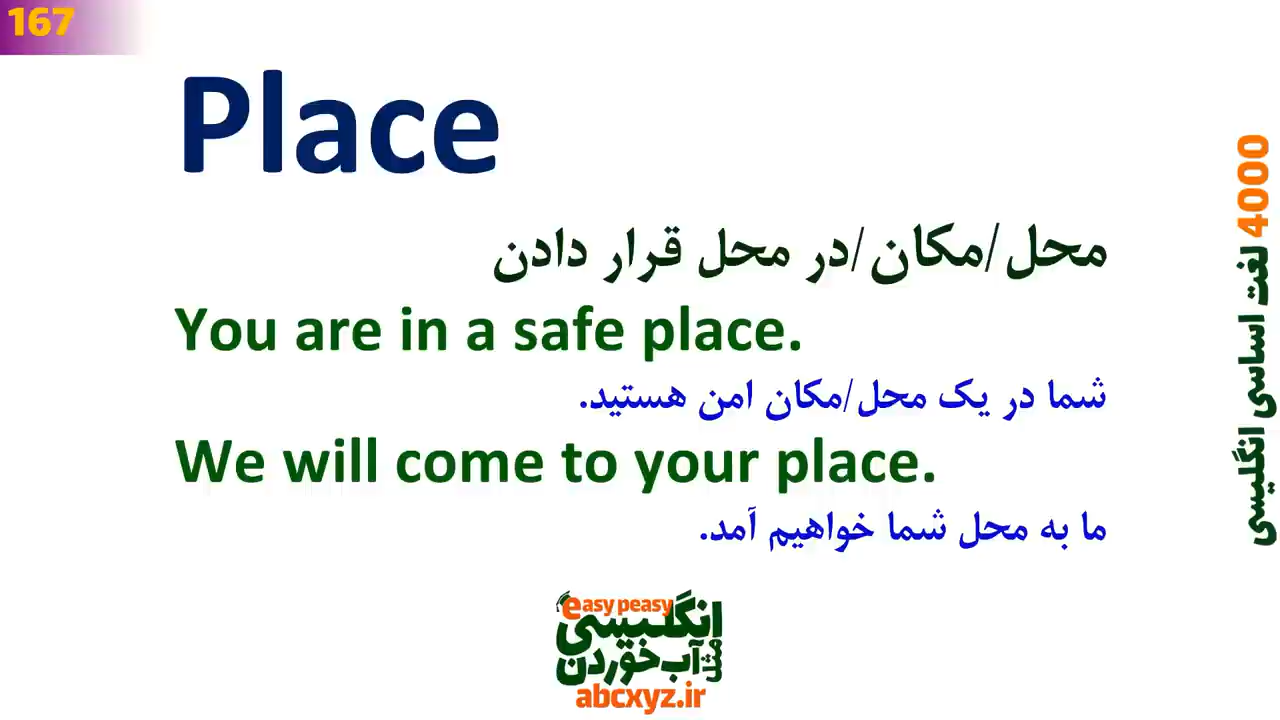 167
Place
محل/مکان/در محل قرار دادن
You are in a safe place.
شما در یک محل/مکان امن هستید.
We will come to your place.
ما به محل شما خواهیم آمد.
4000 لغت اساسی انگلیسی
easy peasy
انگلیسی
مثل آب خوردن
abcxyz.ir